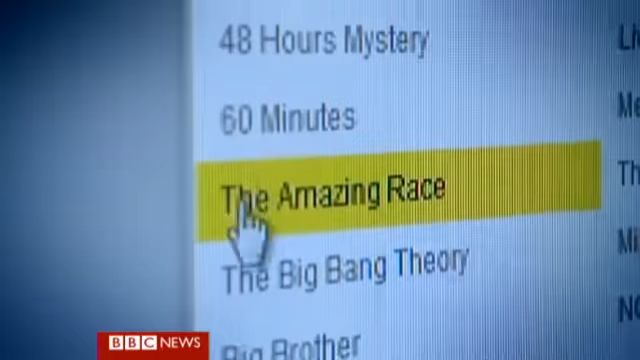 48 Hours Mystery
60 Minutes
The Amazing Race
The Big Bang Theory
Big Brother
BBC NEWS